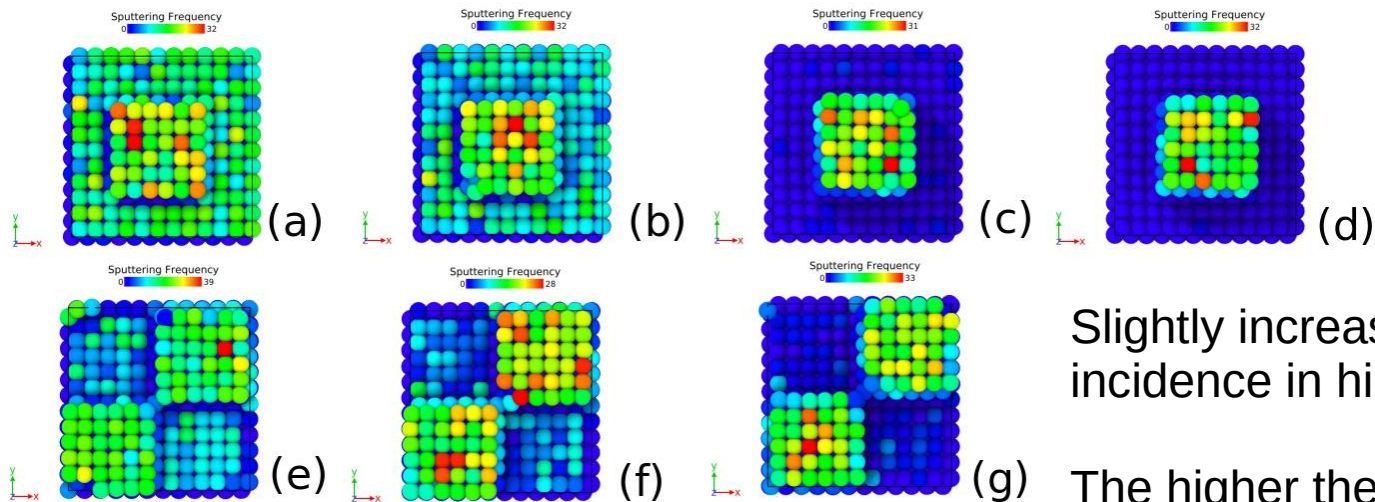 Sputtering Frequency
0 32
(a)
y
z x
Sputtering Frequency
0 32
(b)
y
z x
Sputtering Frequency
0 31
(c)
y
z x
Sputtering Frequency
0 32
(d)
y
z x
Sputtering Frequency
0 39
(e)
y
z x
Sputtering Frequency
0 28
(f)
y
z x
Sputtering Frequency
0 33
(g)
y
z x
Slightly increas
incidence in hi
The higher the